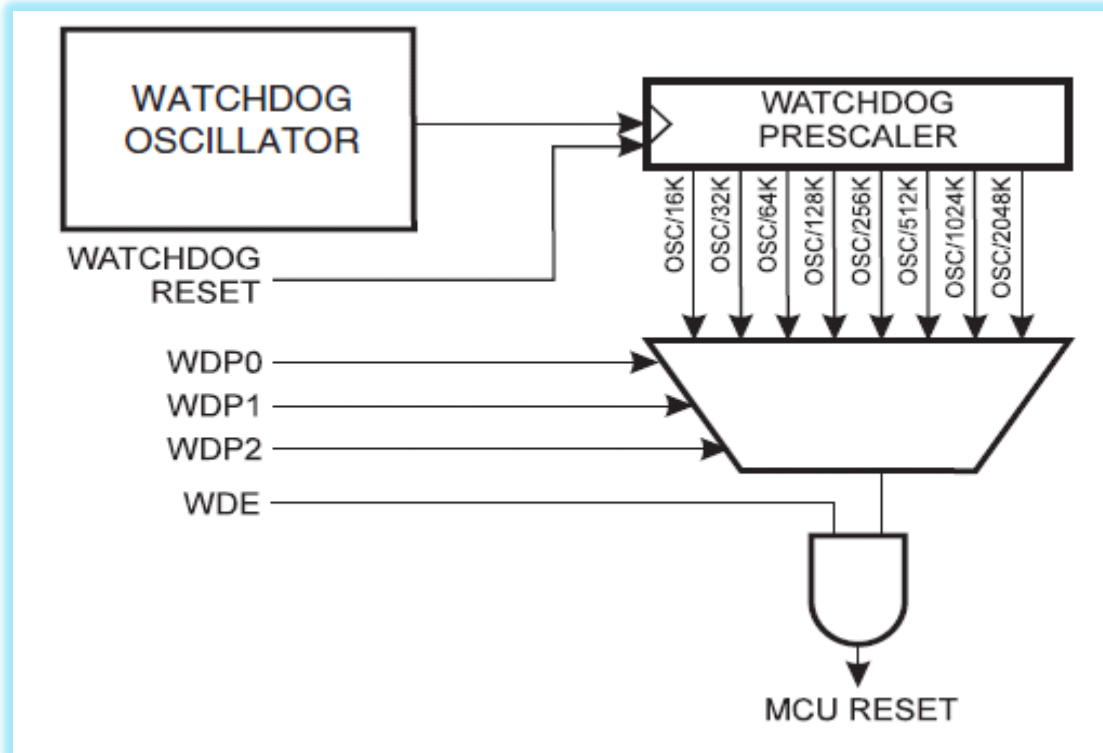 WATCHDOG
OSCILLATOR
WATCHDOG
PRESCALER
OSC/16K
OSC/32K
OSC/64K
OSC/128K
OSC/256K
OSC/512K
OSC/1024K
OSC/2048K
WATCHDOG
RESET
WDP0
WDP1
WDP2
WDE
MCU RESET